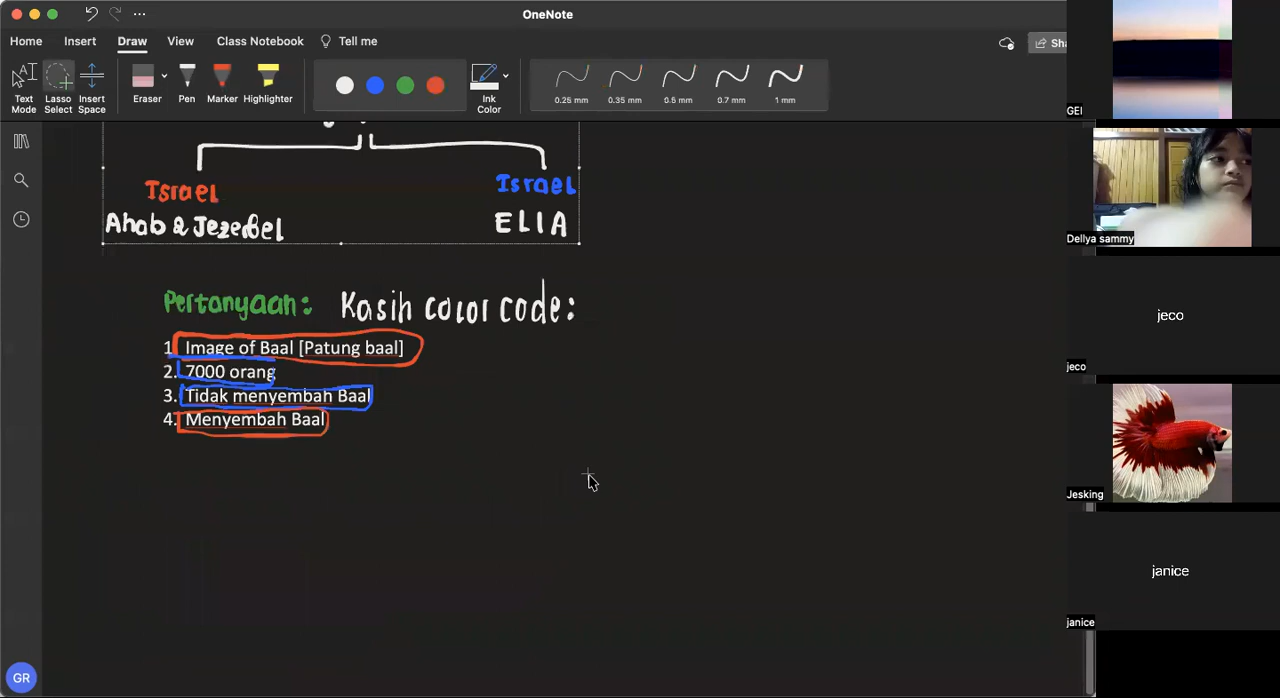 OneNote
Home Insert Draw View Class Notebook Tell me
Text Mode
Lasso Select
Insert Space
Eraser
Pen
Marker
Highlighter
Ink Color
0.25 mm 0.35 mm 0.5 mm 0.7 mm 1 mm
Israel Israel
Ahab & Jezebel ELIA
Pertanyaan: Kasih color code:
1. Image of Baal [Patung baal]
2. 7000 orang
3. Tidak menyembah Baal
4. Menyembah Baal
GR
GEI
Dellya sammy
jeco
jeco
Jesking
janice
janice